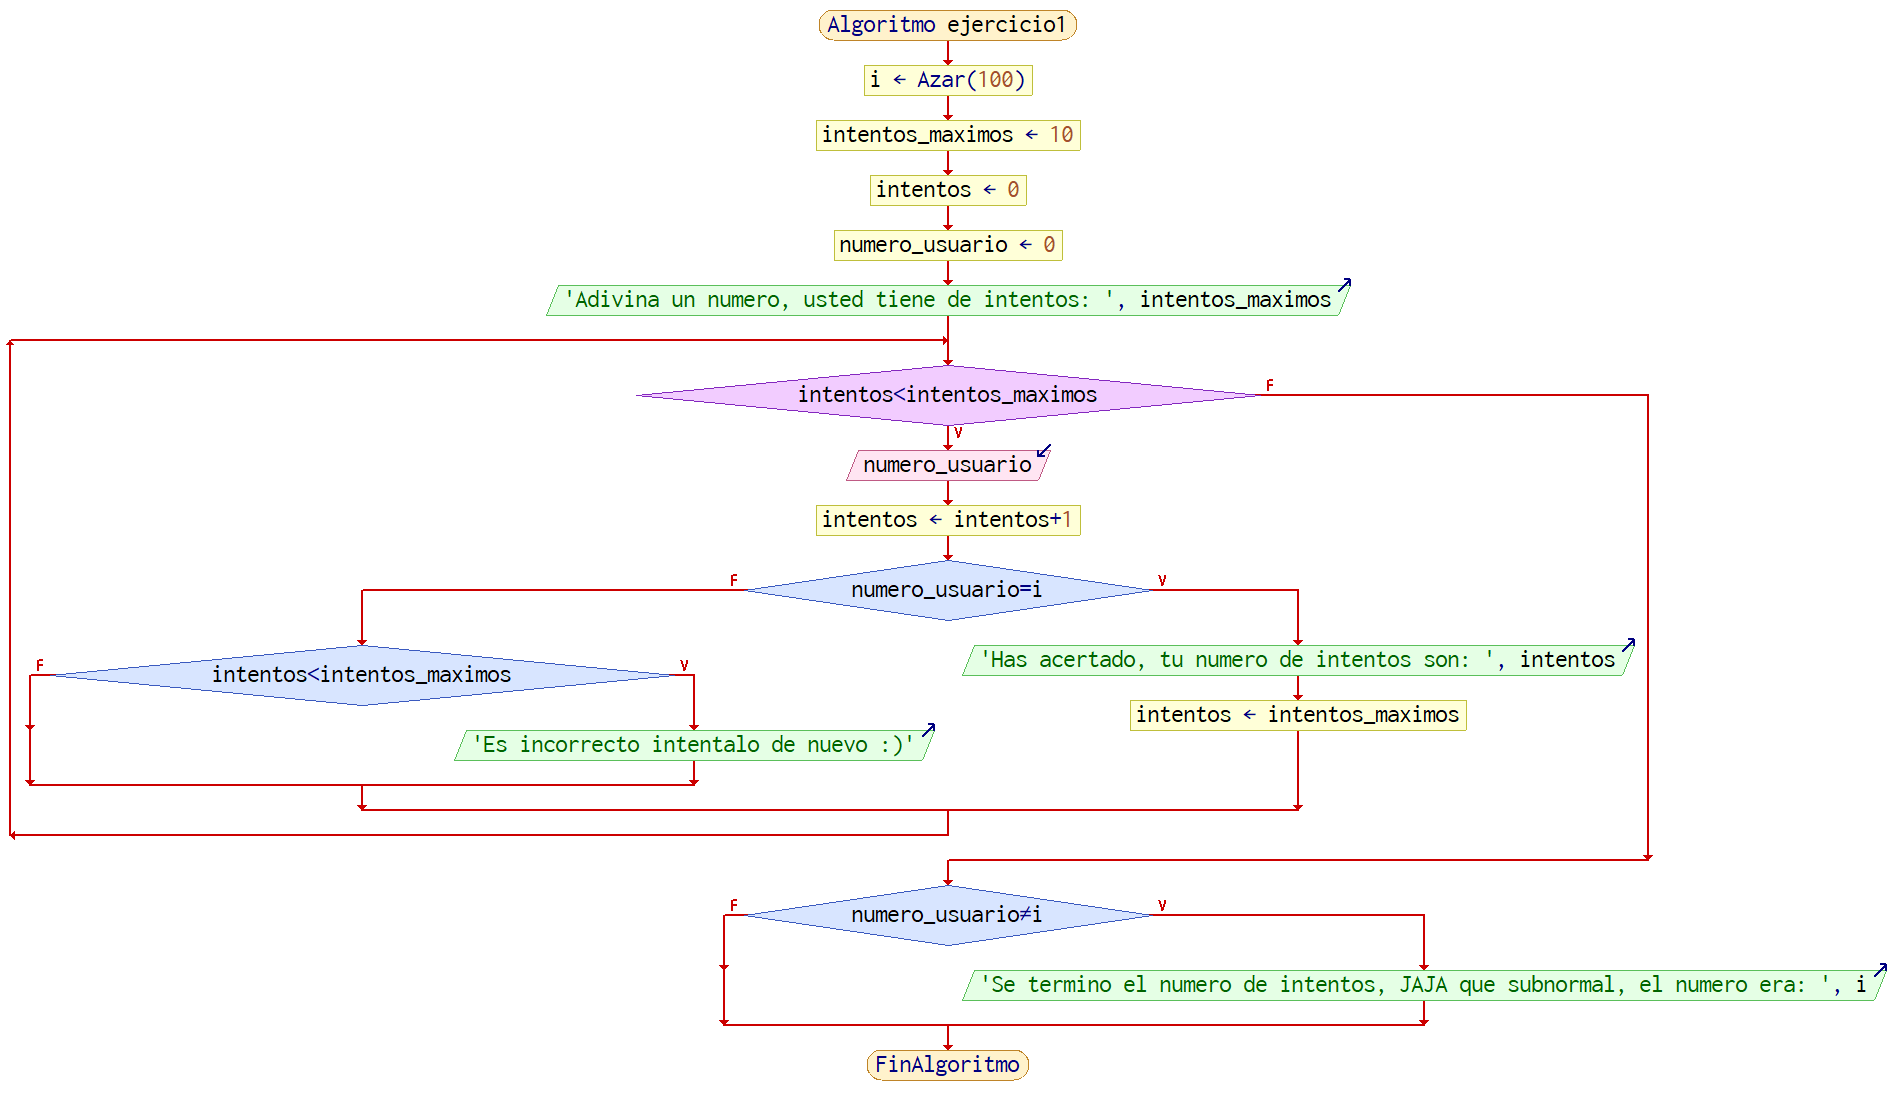 Algoritmo ejercicio1
i ← Azar(100)
intentos_maximos ← 10
intentos ← 0
numero_usuario ← 0
'Adivina un numero, usted tiene de intentos: ', intentos_maximos
intentos<intentos_maximos
F
V
numero_usuario
intentos ← intentos+1
F
numero_usuario=i
V
F
intentos<intentos_maximos
V
'Has acertado, tu numero de intentos son: ', intentos
intentos ← intentos_maximos
'Es incorrecto intentalo de nuevo :)'
F
numero_usuario≠i
V
'Se termino el numero de intentos, JAJA que subnormal, el numero era: ', i
FinAlgoritmo